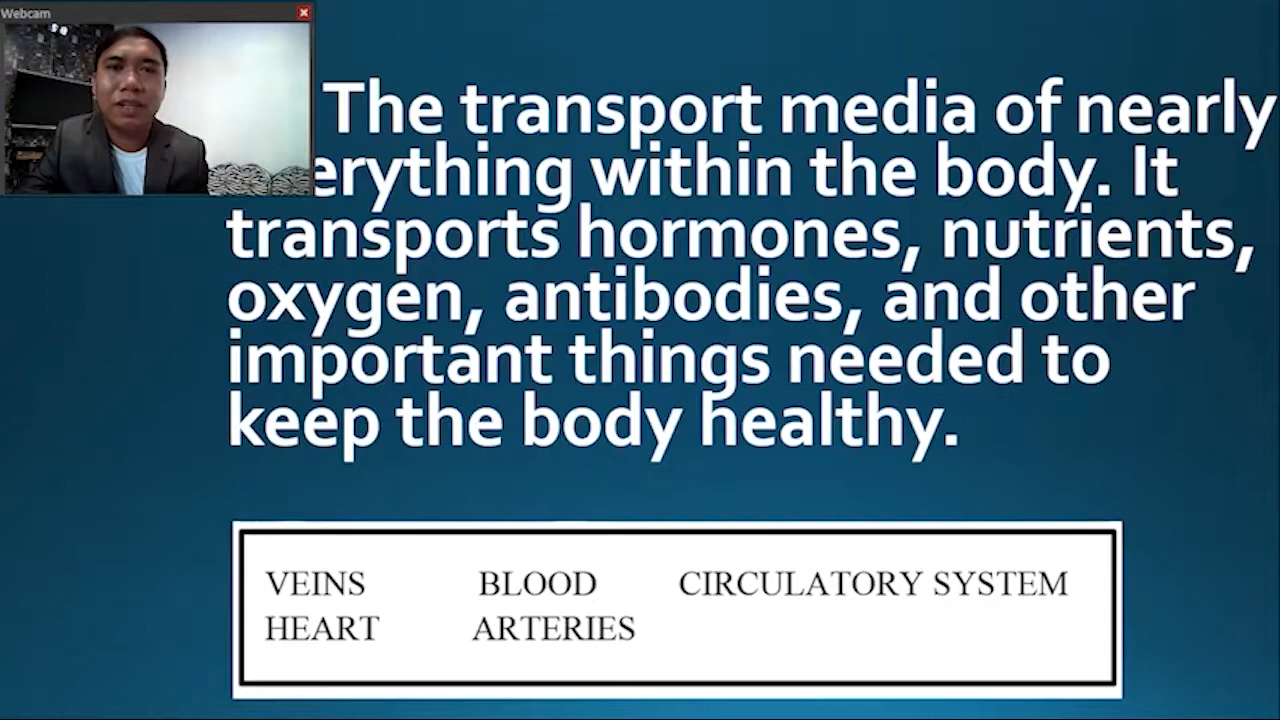 Webcam
The transport media of nearly
erything within the body. It
transports hormones, nutrients,
oxygen, antibodies, and other
important things needed to
keep the body healthy.
VEINS BLOOD CIRCULATORY SYSTEM
HEART ARTERIES